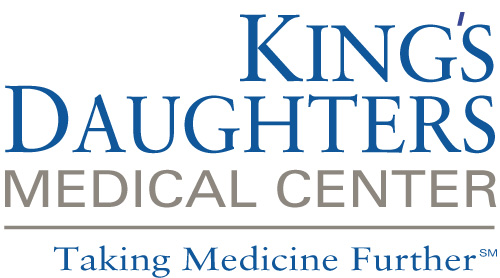 KING'S
DAUGHTERS
MEDICAL CENTER
Taking Medicine Further℠